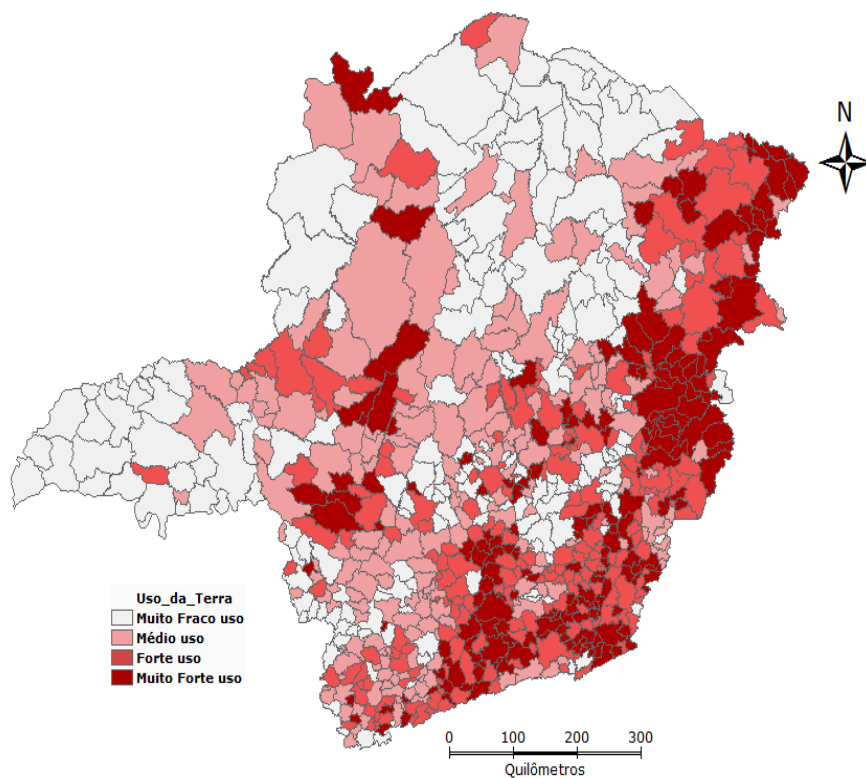 N
Uso_da_Terra
Muito Fraco uso
Médio uso
Forte uso
Muito Forte uso
0 100 200 300
Quilômetros